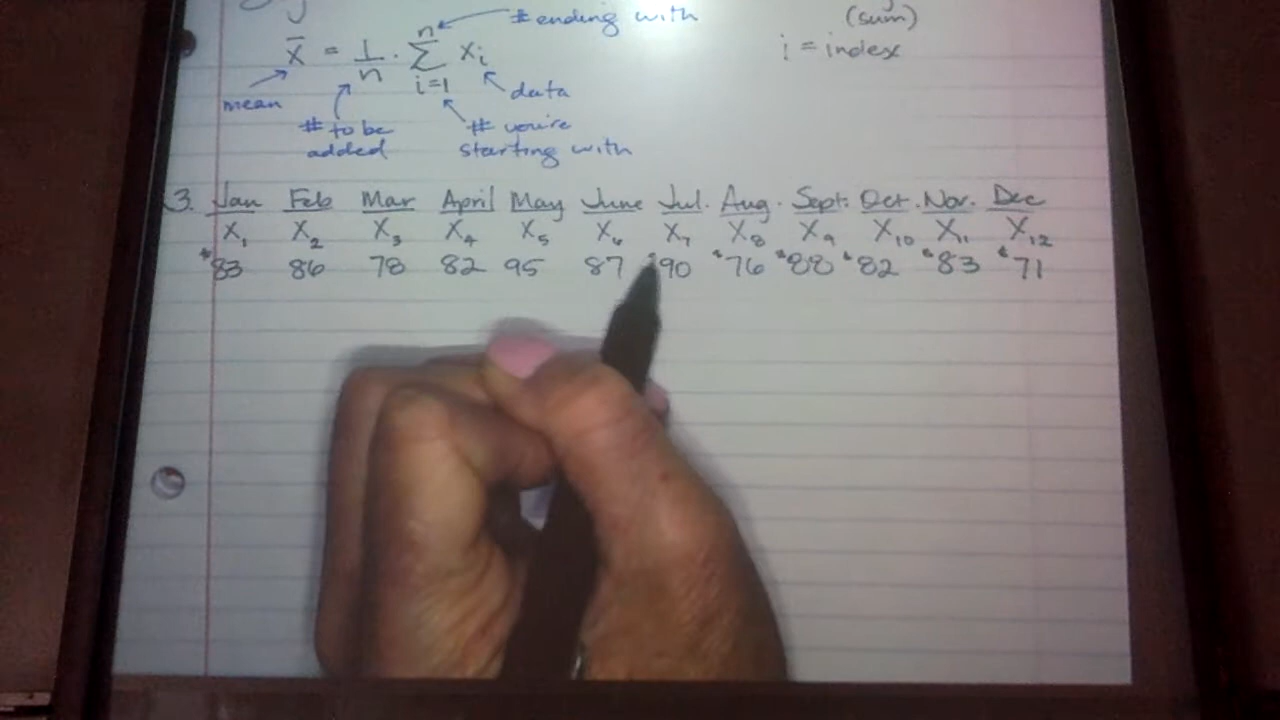 # ending with
(sum)
x̄ = 1/n · Σ xᵢ
n
i=1
i = index
mean
data
# to be added
# you're starting with
3. Jan Feb Mar April May June Jul. Aug. Sept. Oct. Nov. Dec
X₁ X₂ X₃ X₄ X₅ X₆ X₇ X₈ X₉ X₁₀ X₁₁ X₁₂
83 86 78 82 95 87 90 76 88 82 83 71